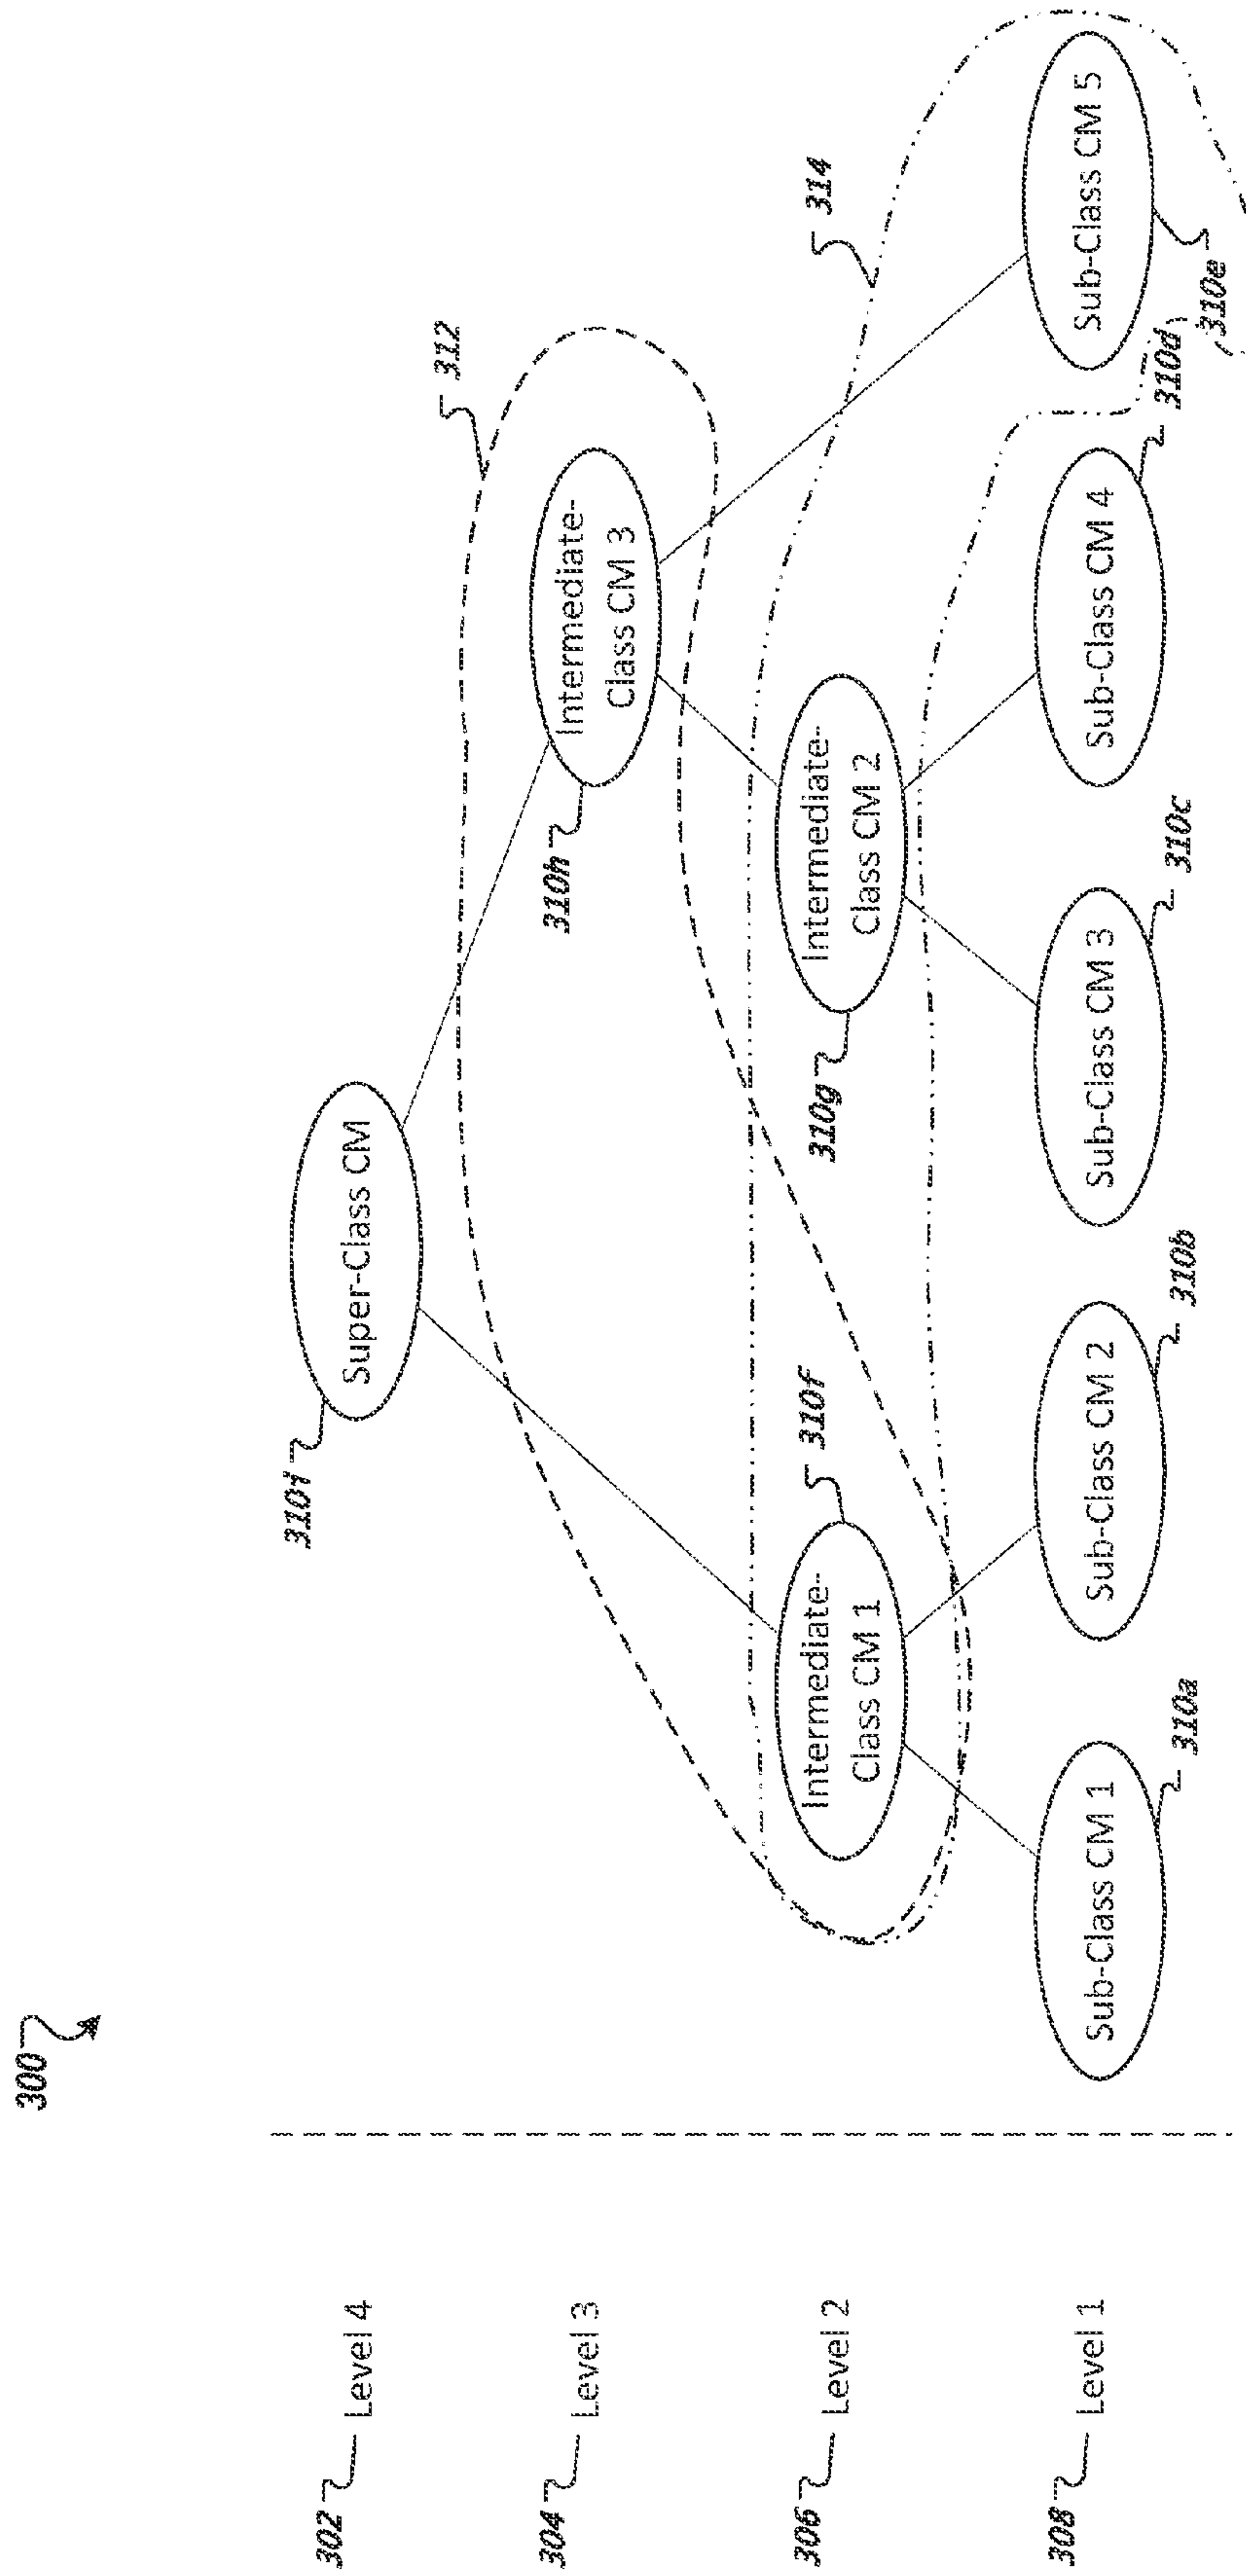 300
302
Level 4
310i
Super-Class CM
312
304
Level 3
310h
Intermediate-
Class CM 3
306
Level 2
Intermediate-
Class CM 1
310f
310g
Intermediate-
Class CM 2
314
308
Level 1
Sub-Class CM 1
310a
Sub-Class CM 2
310b
Sub-Class CM 3
310c
Sub-Class CM 4
310d
Sub-Class CM 5
310e